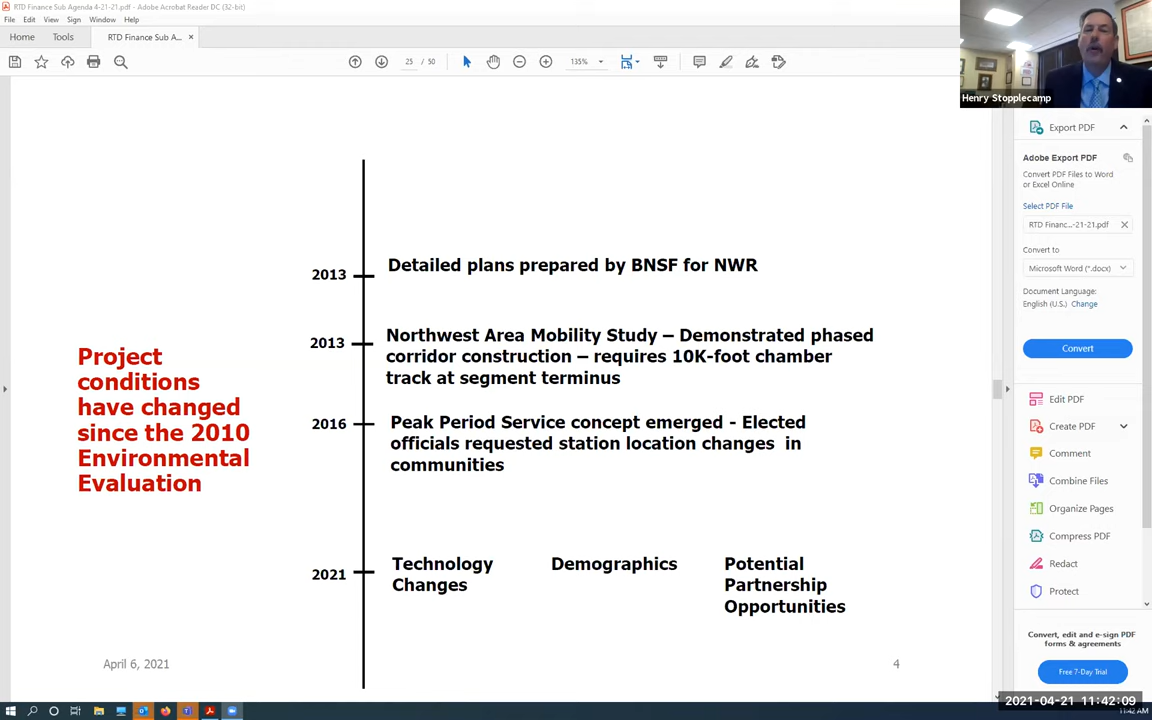 RTD Finance Sub Agenda 4-21-21.pdf - Adobe Acrobat Reader DC (32-bit)
File Edit View Sign Window Help
Home Tools RTD Finance Sub A... ×
25 / 50 135%
Henry Stopplecamp
2013 Detailed plans prepared by BNSF for NWR
2013 Northwest Area Mobility Study – Demonstrated phased
corridor construction – requires 10K-foot chamber
track at segment terminus
Project
conditions
have changed
since the 2010
Environmental
Evaluation
2016 Peak Period Service concept emerged - Elected
officials requested station location changes in
communities
2021 Technology
Changes
Demographics
Potential
Partnership
Opportunities
April 6, 2021
4
Export PDF
Adobe Export PDF
Convert PDF Files to Word
or Excel Online
Select PDF File
RTD Financ...-21-21.pdf
Convert to
Microsoft Word (*.docx)
Document Language:
English (U.S.) Change
Convert
Edit PDF
Create PDF
Comment
Combine Files
Organize Pages
Compress PDF
Redact
Protect
Convert, edit and e-sign PDF
forms & agreements
Free 7-Day Trial
2021-04-21 11:42:09
11:42 AM